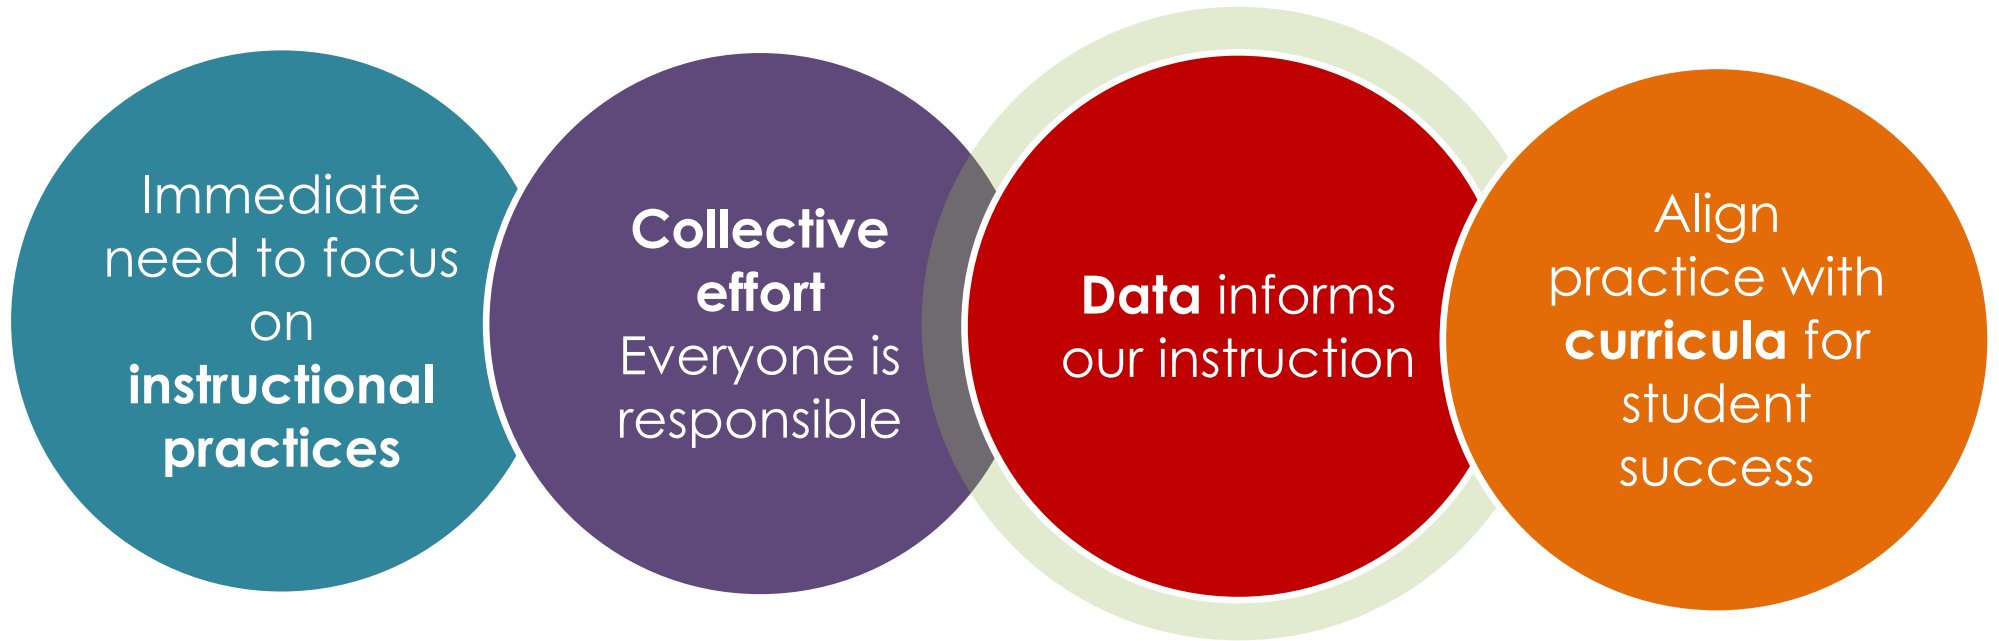 Immediate
need to focus
on
instructional
practices
Collective
effort
Everyone is
responsible
Data informs
our instruction
Align
practice with
curricula for
student
success